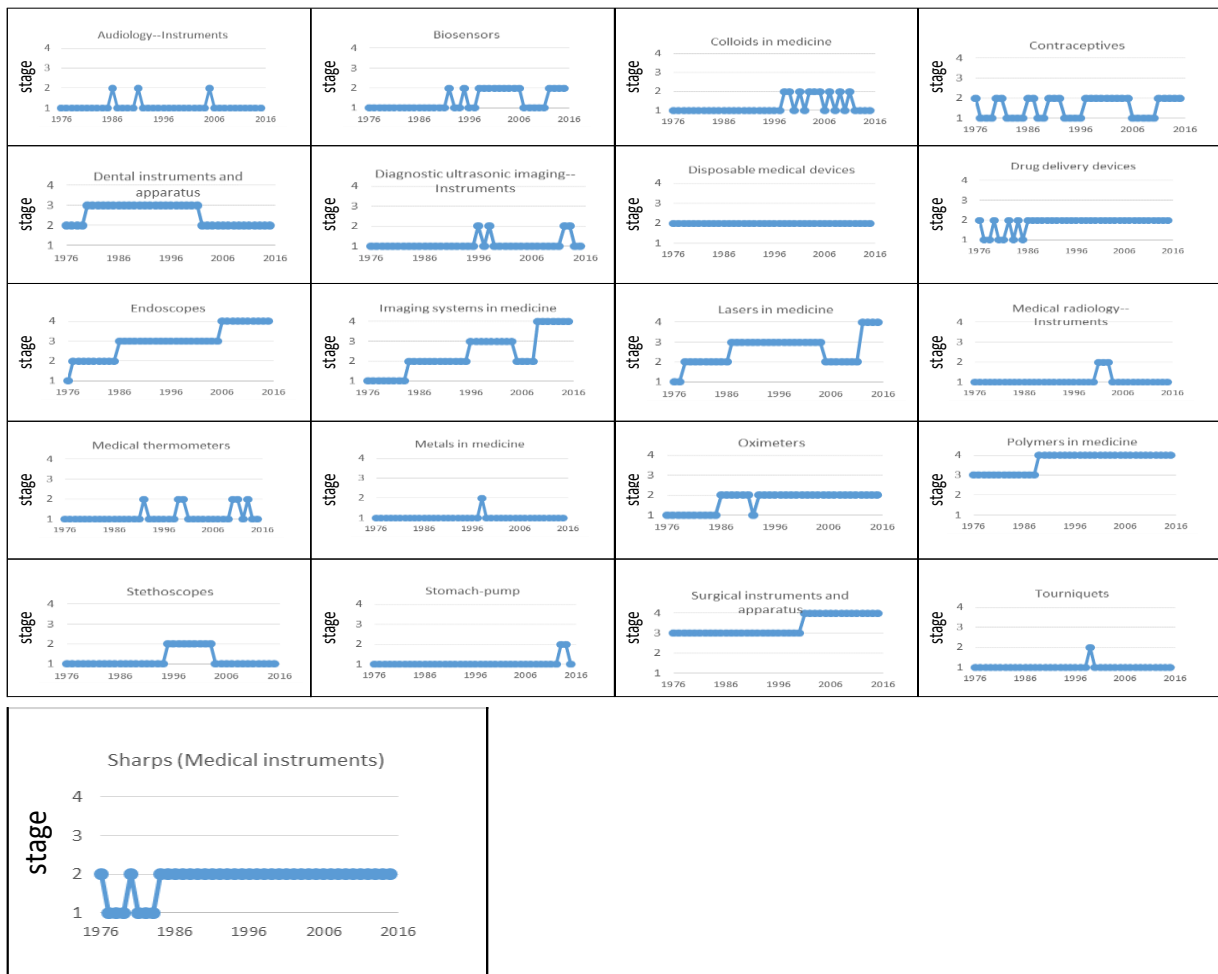 Audiology--Instruments
stage
4
3
2
1
1976 1986 1996 2006 2016
Biosensors
stage
4
3
2
1
1976 1986 1996 2006 2016
Colloids in medicine
stage
4
3
2
1
1976 1986 1996 2006 2016
Contraceptives
stage
4
3
2
1
1976 1986 1996 2006 2016
Dental instruments and
apparatus
stage
4
3
2
1
1976 1986 1996 2006 2016
Diagnostic ultrasonic imaging--
Instruments
stage
4
3
2
1
1976 1986 1996 2006 2016
Disposable medical devices
stage
4
3
2
1
1976 1986 1996 2006 2016
Drug delivery devices
stage
4
3
2
1
1976 1986 1996 2006 2016
Endoscopes
stage
4
3
2
1
1976 1986 1996 2006 2016
Imaging systems in medicine
stage
4
3
2
1
1976 1986 1996 2006 2016
Lasers in medicine
stage
4
3
2
1
1976 1986 1996 2006 2016
Medical radiology--
Instruments
stage
4
3
2
1
1976 1986 1996 2006 2016
Medical thermometers
stage
4
3
2
1
1976 1986 1996 2006 2016
Metals in medicine
stage
4
3
2
1
1976 1986 1996 2006 2016
Oximeters
stage
4
3
2
1
1976 1986 1996 2006 2016
Polymers in medicine
stage
4
3
2
1
1976 1986 1996 2006 2016
Stethoscopes
stage
4
3
2
1
1976 1986 1996 2006 2016
Stomach-pump
stage
4
3
2
1
1976 1986 1996 2006 2016
Surgical instruments and
apparatus
stage
4
3
2
1
1976 1986 1996 2006 2016
Tourniquets
stage
4
3
2
1
1976 1986 1996 2006 2016
Sharps (Medical instruments)
stage
4
3
2
1
1976 1986 1996 2006 2016